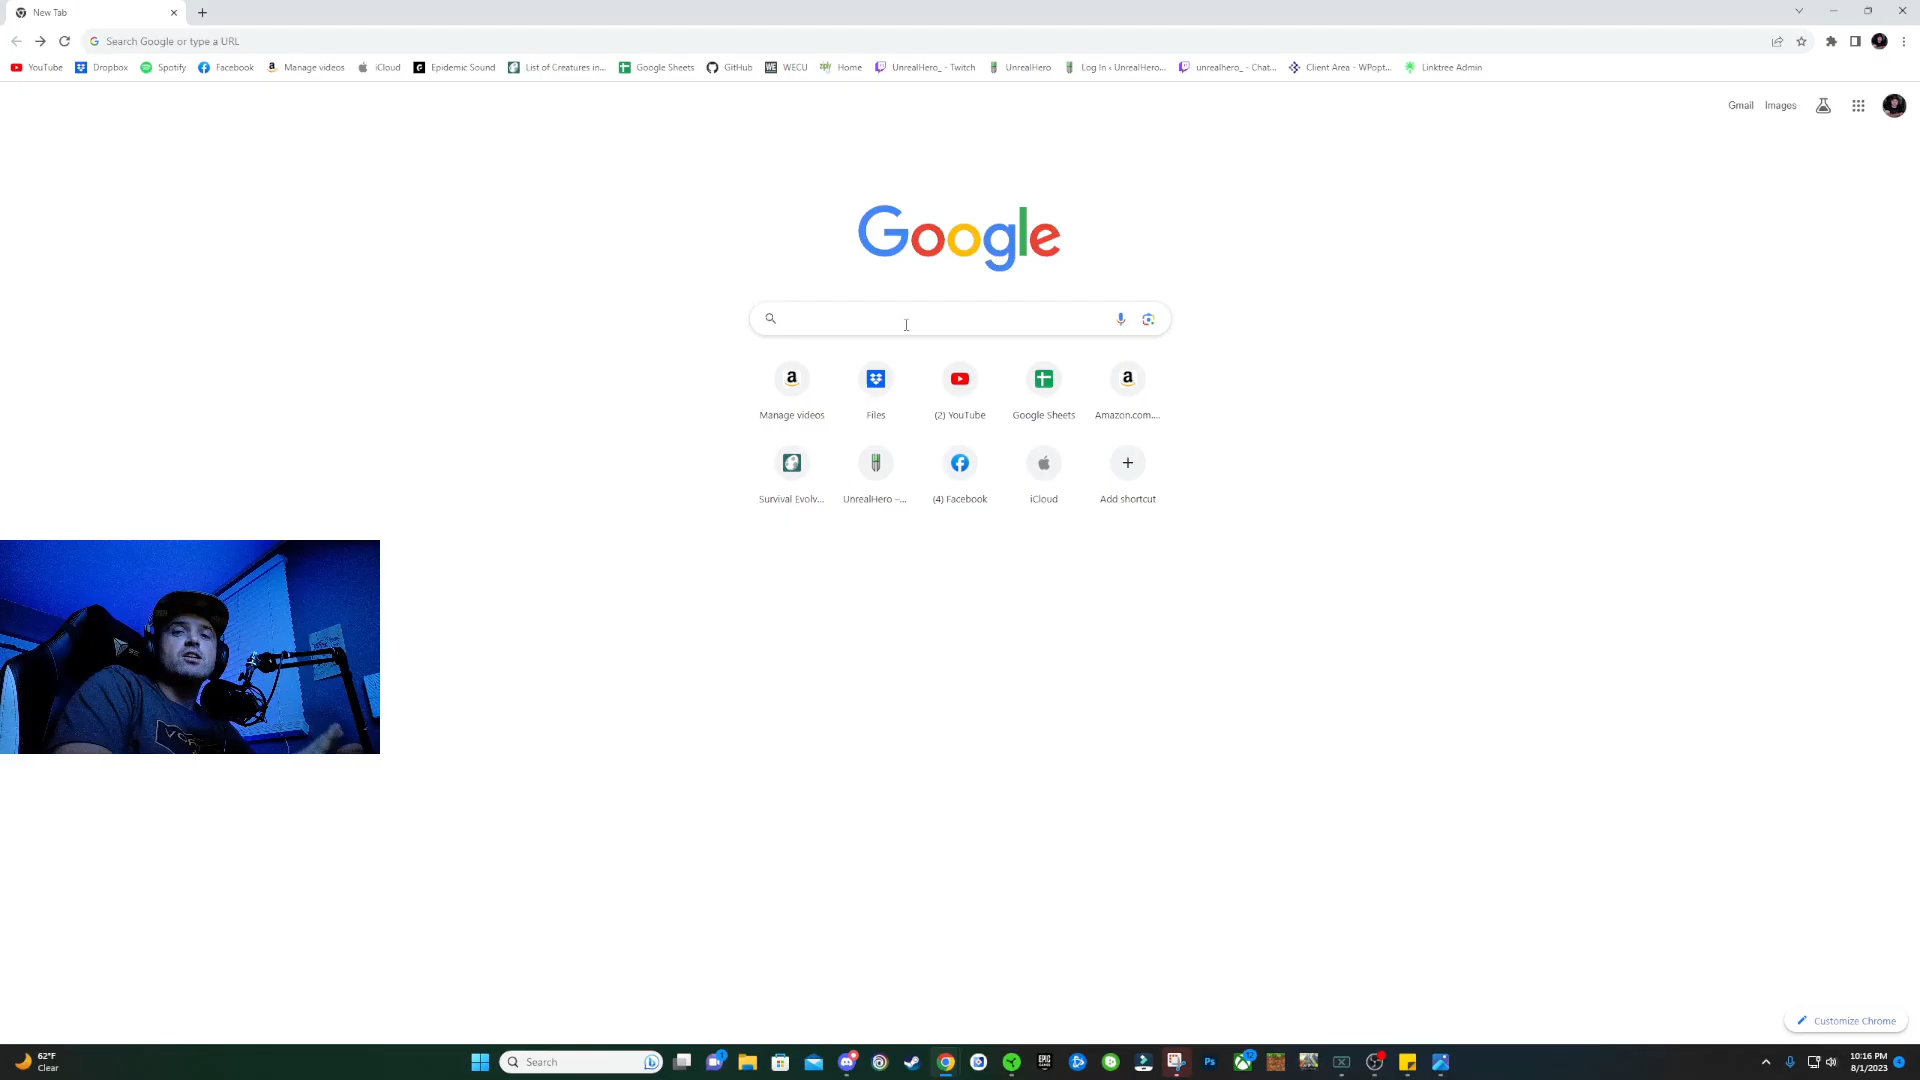 New Tab
Search Google or type a URL
YouTube Dropbox Spotify Facebook Manage videos iCloud Epidemic Sound List of Creatures in... Google Sheets GitHub WECU Home UnrealHero_ - Twitch UnrealHero Log In ‹ UnrealHero... unrealhero_ - Chat... Client Area - WPopt... Linktree Admin
Gmail Images
Google
Manage videos Files (2) YouTube Google Sheets Amazon.com....
Survival Evolv... UnrealHero –... (4) Facebook iCloud Add shortcut
Customize Chrome
62°F
Clear
Search
10:16 PM
8/1/2023